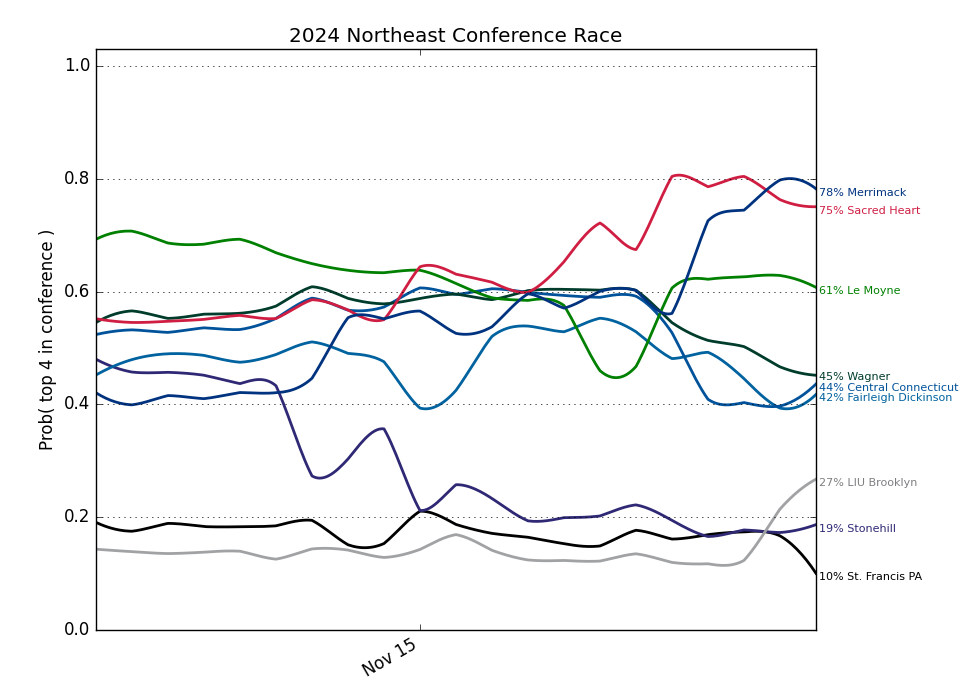 2024 Northeast Conference Race
Prob( top 4 in conference )
1.0
0.8
0.6
0.4
0.2
0.0
Nov 15
78% Merrimack
75% Sacred Heart
61% Le Moyne
45% Wagner
44% Central Connecticut
42% Fairleigh Dickinson
27% LIU Brooklyn
19% Stonehill
10% St. Francis PA